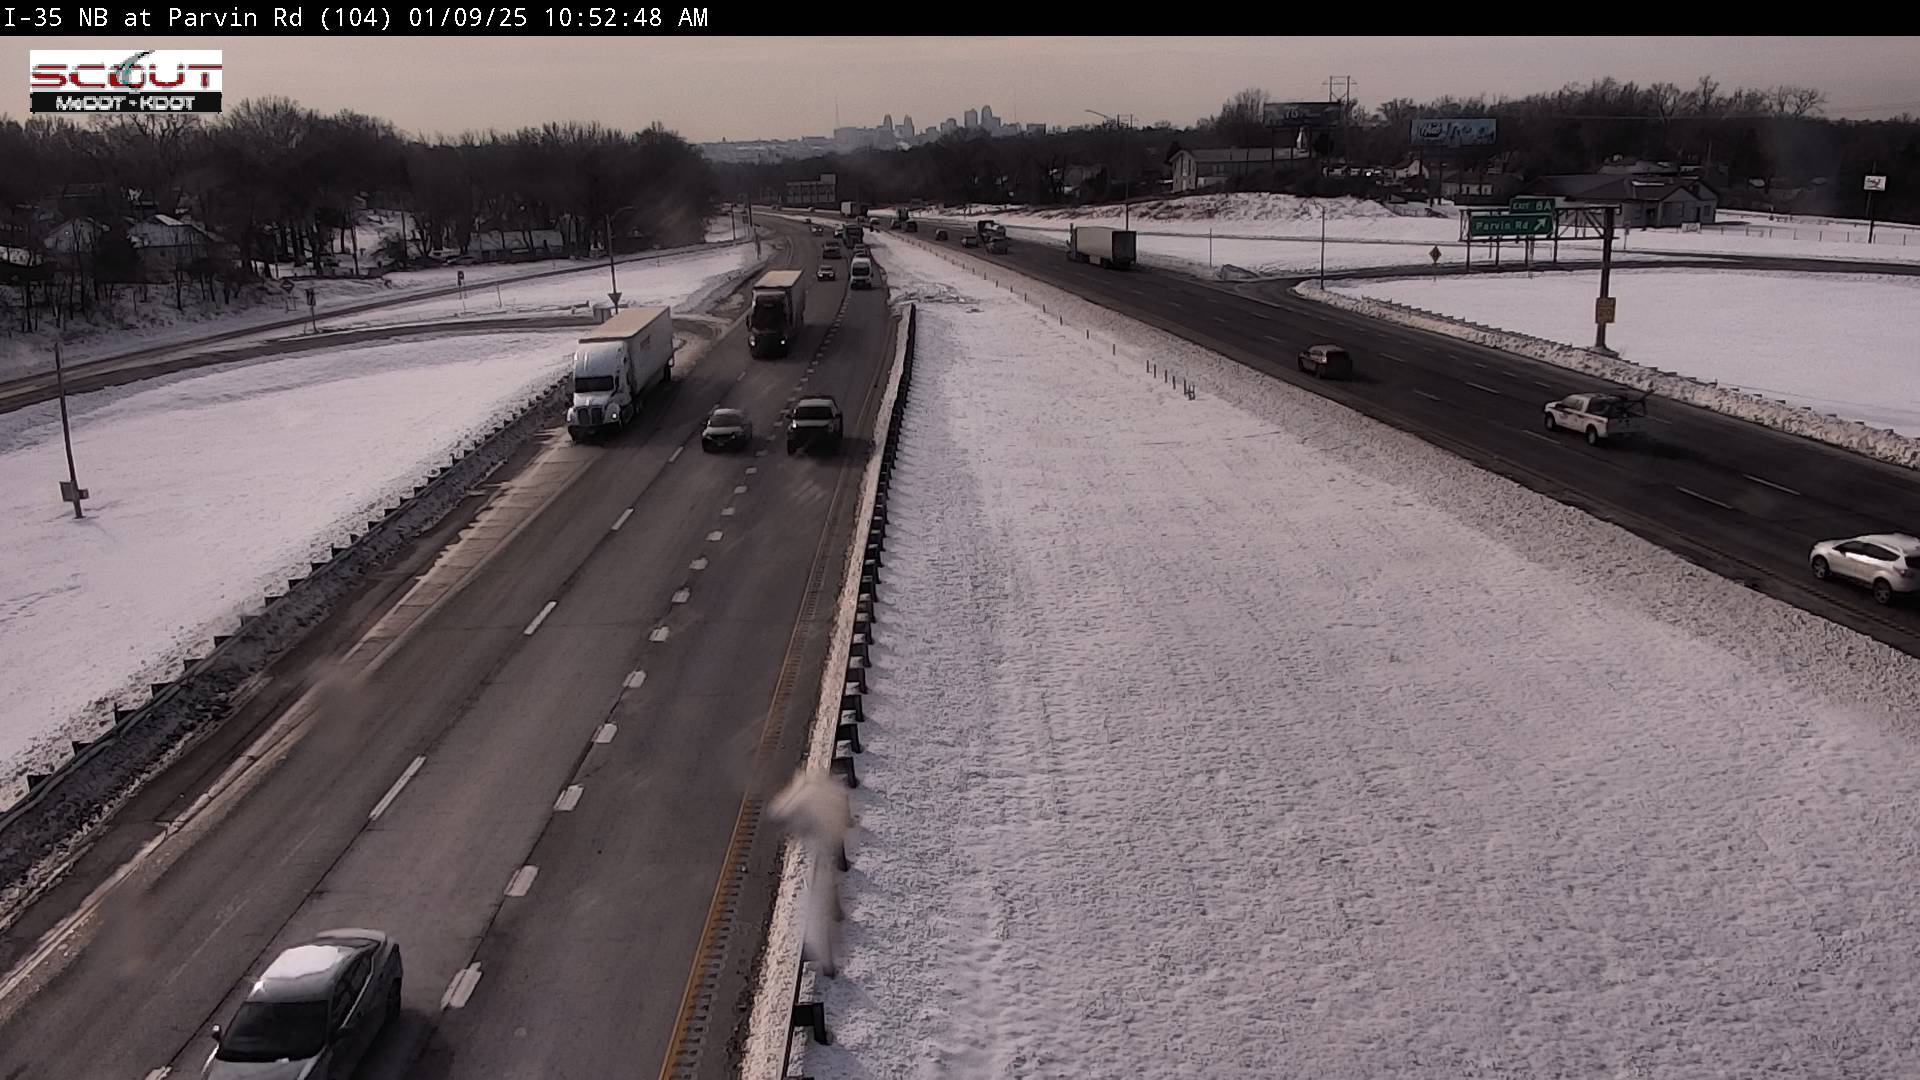 I-35 NB at Parvin Rd (104) 01/09/25 10:52:48 AM
SCOUT
MoDOT - KDOT
EXIT 8A
Parvin Rd